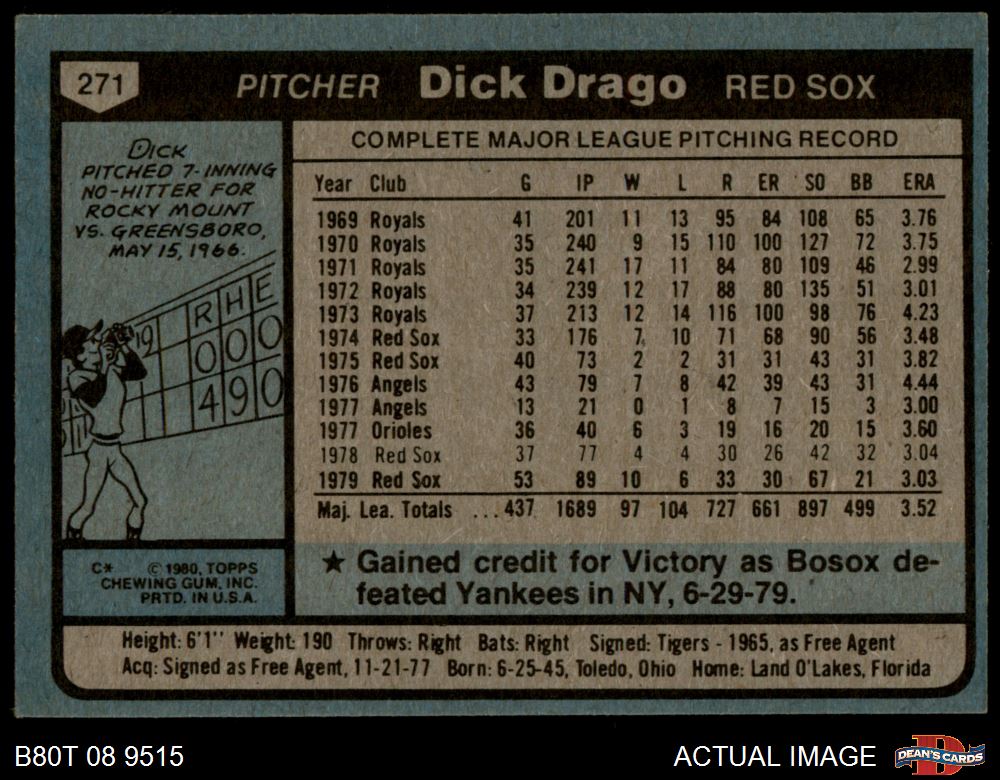 271 PITCHER Dick Drago RED SOX
DICK
PITCHED 7-INNING
NO-HITTER FOR
ROCKY MOUNT
VS. GREENSBORO,
MAY 15, 1966.
9 R H E
0 0 0
4 9 0
C* © 1980, TOPPS
CHEWING GUM, INC.
PRTD. IN U.S.A.
COMPLETE MAJOR LEAGUE PITCHING RECORD
Year Club G IP W L R ER SO BB ERA
1969 Royals 41 201 11 13 95 84 108 65 3.76
1970 Royals 35 240 9 15 110 100 127 72 3.75
1971 Royals 35 241 17 11 84 80 109 46 2.99
1972 Royals 34 239 12 17 88 80 135 51 3.01
1973 Royals 37 213 12 14 116 100 98 76 4.23
1974 Red Sox 33 176 7 10 71 68 90 56 3.48
1975 Red Sox 40 73 2 2 31 31 43 31 3.82
1976 Angels 43 79 7 8 42 39 43 31 4.44
1977 Angels 13 21 0 1 8 7 15 3 3.00
1977 Orioles 36 40 6 3 19 16 20 15 3.60
1978 Red Sox 37 77 4 4 30 26 42 32 3.04
1979 Red Sox 53 89 10 6 33 30 67 21 3.03
Maj. Lea. Totals ...437 1689 97 104 727 661 897 499 3.52
★ Gained credit for Victory as Bosox de-
feated Yankees in NY, 6-29-79.
Height: 6'1" Weight: 190 Throws: Right Bats: Right Signed: Tigers - 1965, as Free Agent
Acq: Signed as Free Agent, 11-21-77 Born: 6-25-45, Toledo, Ohio Home: Land O'Lakes, Florida
B80T 08 9515 ACTUAL IMAGE D DEAN'S CARDS